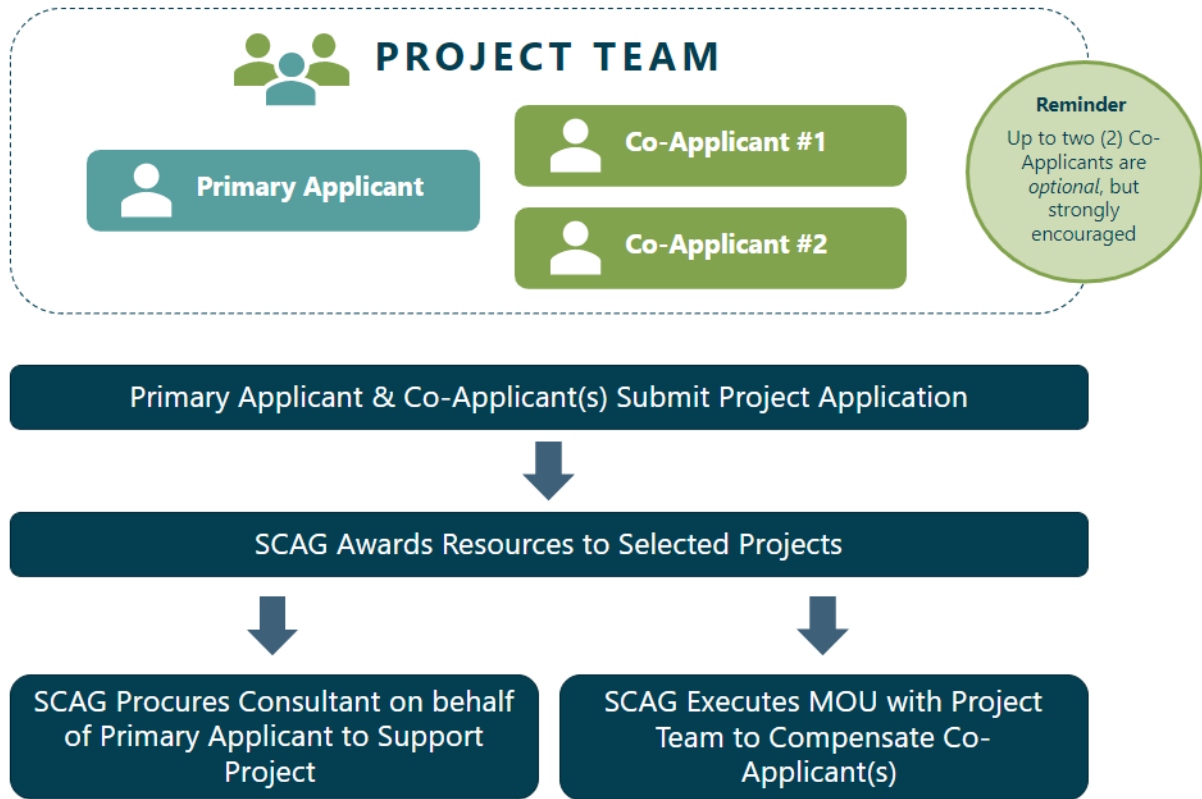 PROJECT TEAM
Primary Applicant
Co-Applicant #1
Co-Applicant #2
Reminder
Up to two (2) Co-
Applicants are
optional, but
strongly
encouraged
Primary Applicant & Co-Applicant(s) Submit Project Application
SCAG Awards Resources to Selected Projects
SCAG Procures Consultant on behalf
of Primary Applicant to Support
Project
SCAG Executes MOU with Project
Team to Compensate Co-
Applicant(s)